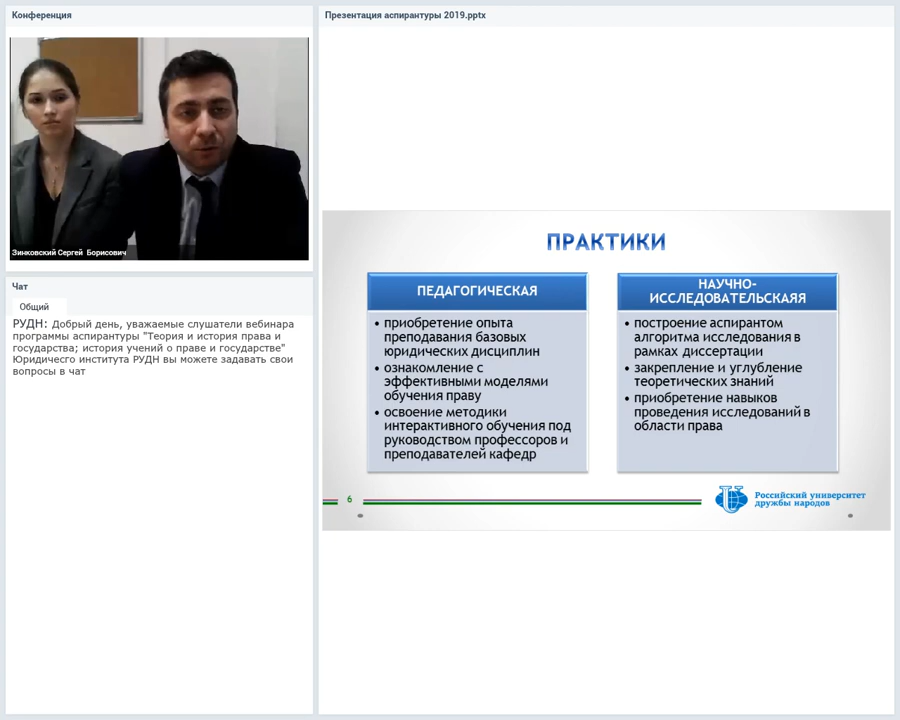 Конференция
Зинковский Сергей Борисович
Чат
Общий
РУДН: Добрый день, уважаемые слушатели вебинара
программы аспирантуры "Теория и история права и
государства; история учений о праве и государстве"
Юридичесго института РУДН вы можете задавать свои
вопросы в чат
Презентация аспирантуры 2019.pptx
ПРАКТИКИ
ПЕДАГОГИЧЕСКАЯ
• приобретение опыта
преподавания базовых
юридических дисциплин
• ознакомление с
эффективными моделями
обучения праву
• освоение методики
интерактивного обучения под
руководством профессоров и
преподавателей кафедр
НАУЧНО-
ИССЛЕДОВАТЕЛЬСКАЯЯ
• построение аспирантом
алгоритма исследования в
рамках диссертации
• закрепление и углубление
теоретических знаний
• приобретение навыков
проведения исследований в
области права
6
Российский университет
дружбы народов